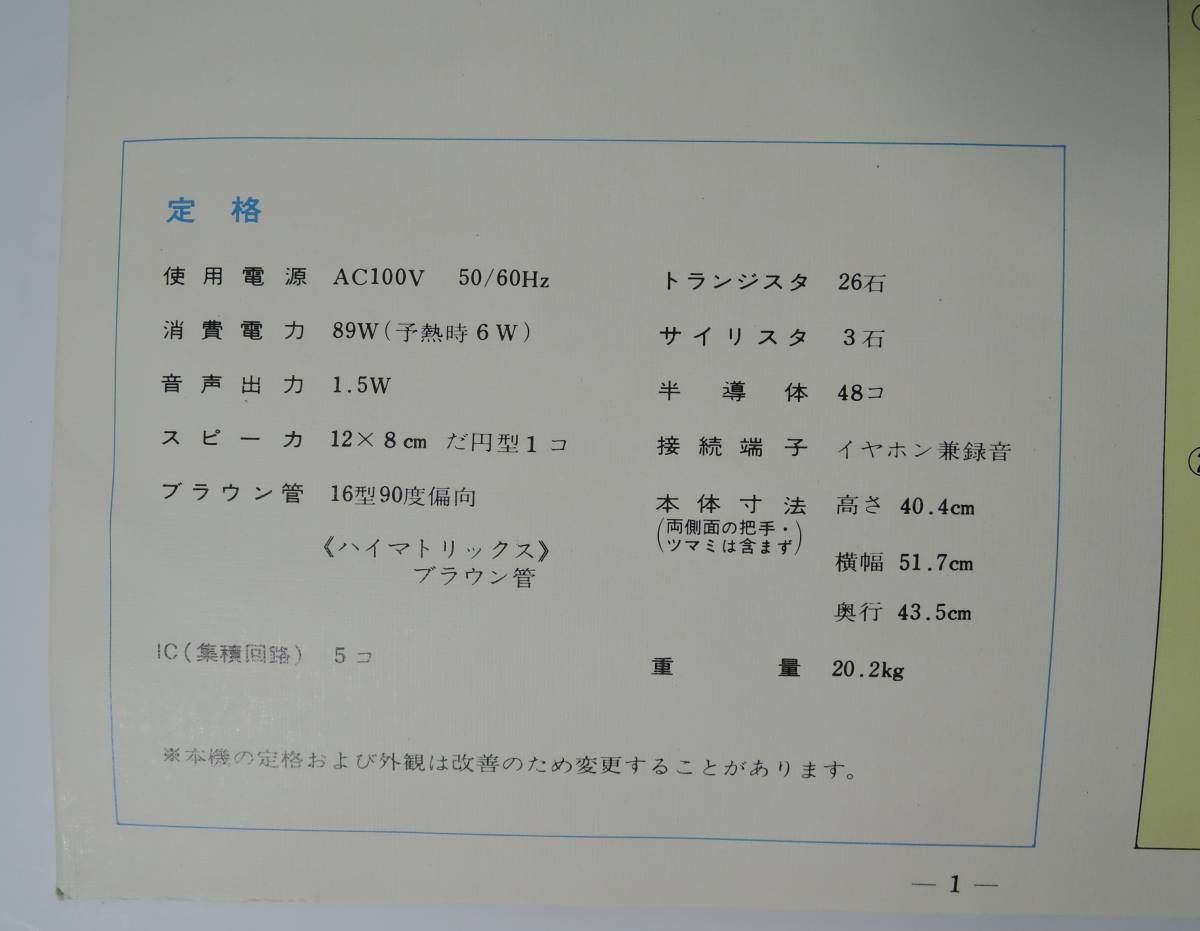 定 格
使用電源 AC100V 50/60Hz
消費電力 89W(予熱時6W)
音声出力 1.5W
スピーカ 12×8cm だ円型1コ
ブラウン管 16型90度偏向
《ハイマトリックス》
ブラウン管
IC(集積回路) 5コ
トランジスタ 26石
サイリスタ 3石
半導体 48コ
接続端子 イヤホン兼録音
本体寸法 高さ 40.4cm
(両側面の把手・
ツマミは含まず)
横幅 51.7cm
奥行 43.5cm
重量 20.2kg
※本機の定格および外観は改善のため変更することがあります。
— 1 —